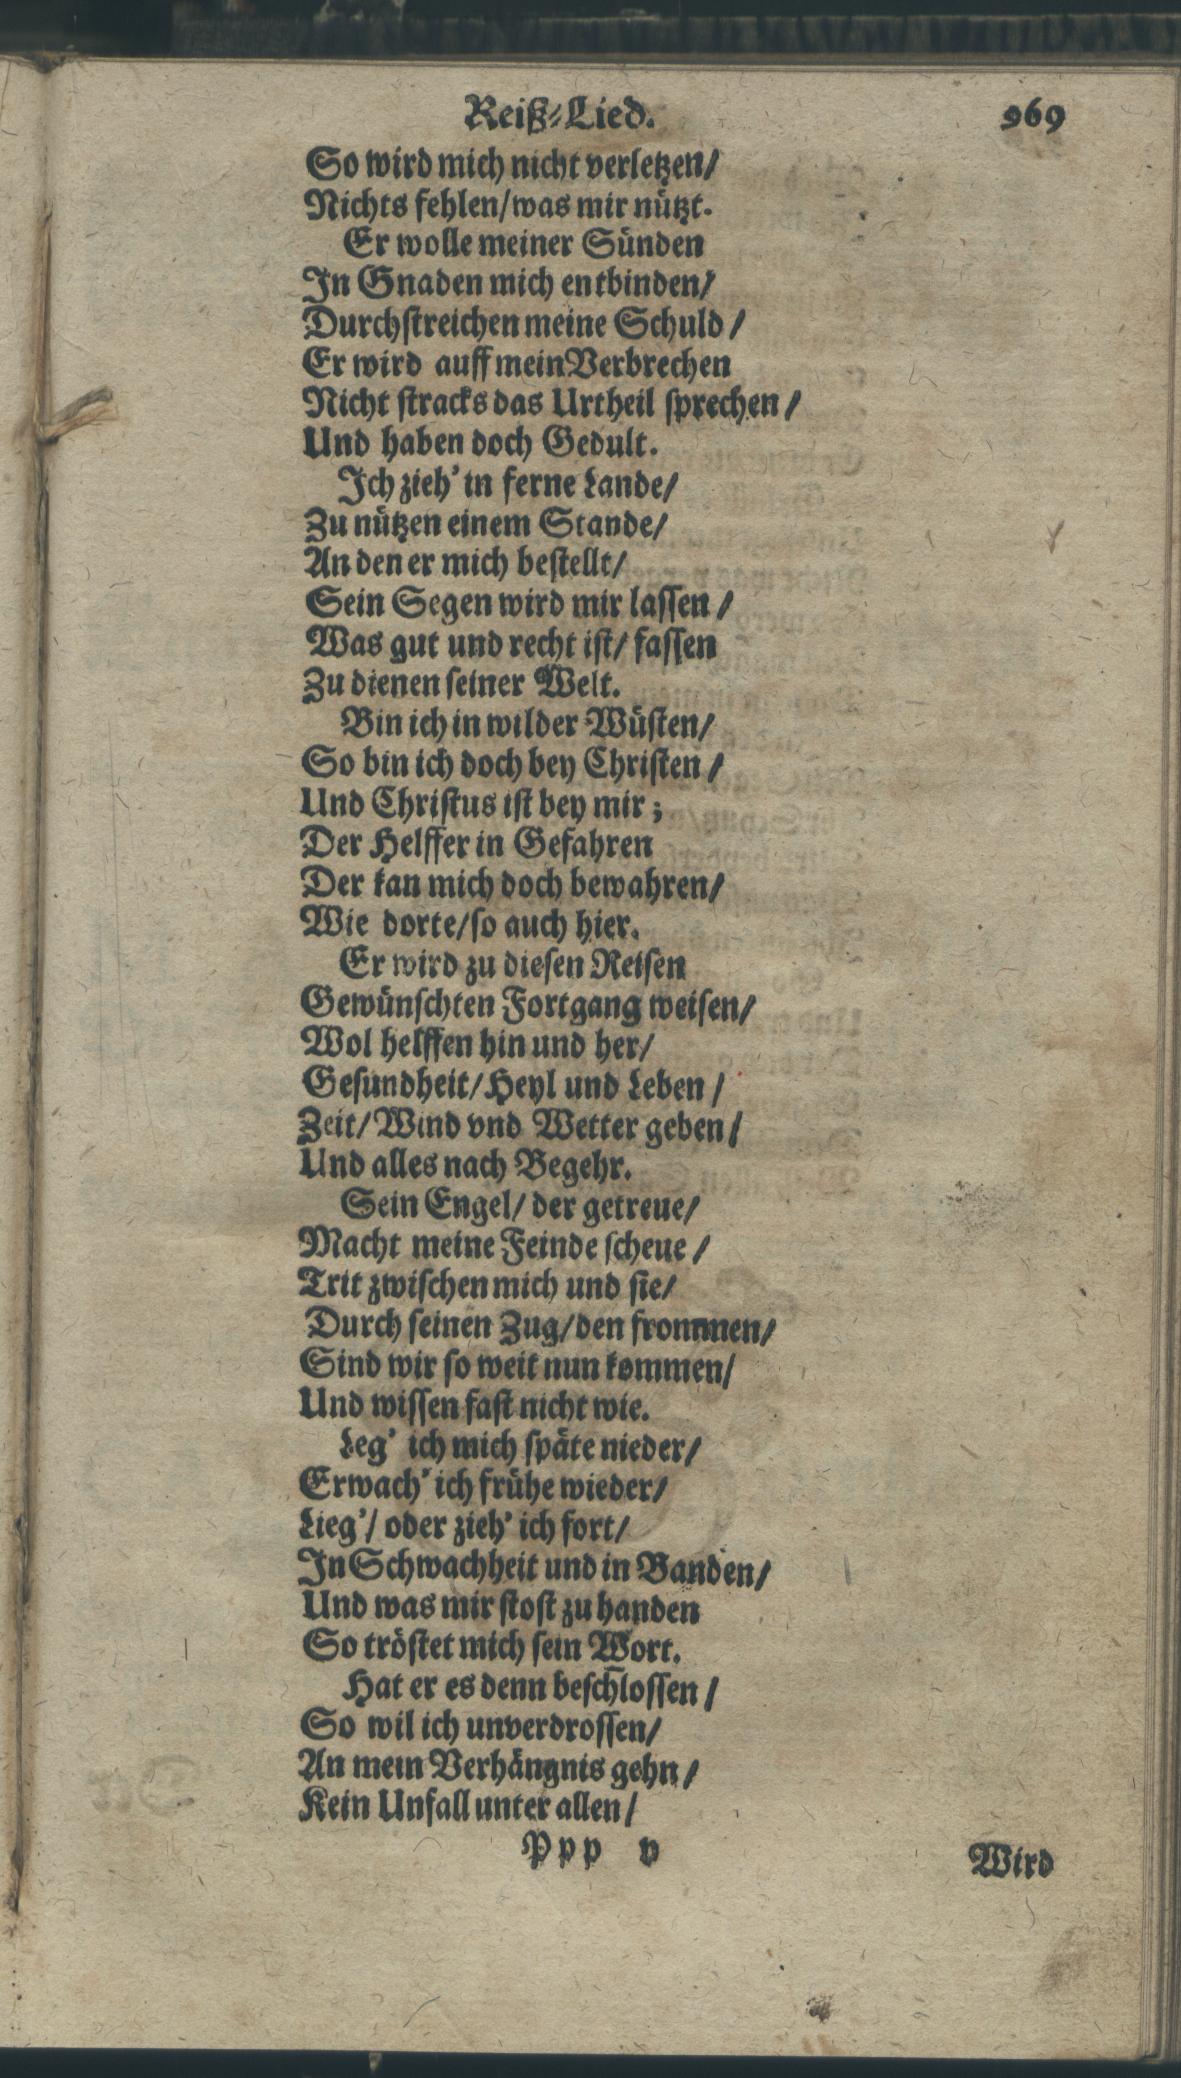 Reiß-Lied. 969
So wird mich nicht verletzen/
Nichts fehlen/was mir nützt.
Er wolle meiner Sünden
In Gnaden mich entbinden/
Durchstreichen meine Schuld/
Er wird auff mein Verbrechen
Nicht stracks das Urtheil sprechen/
Und haben doch Gedult.
Ich zieh' in ferne Lande/
Zu nützen einem Stande/
An den er mich bestellt/
Sein Segen wird mir lassen/
Was gut und recht ist/ fassen
Zu dienen seiner Welt.
Bin ich in wilder Wüsten/
So bin ich doch bey Christen/
Und Christus ist bey mir;
Der Helffer in Gefahren
Der kan mich doch bewahren/
Wie dorte/so auch hier.
Er wird zu diesen Reisen
Gewünschten Fortgang weisen/
Wol helffen hin und her/
Gesundheit/Heyl und Leben/
Zeit/Wind vnd Wetter geben/
Und alles nach Begehr.
Sein Engel/ der getreue/
Macht meine Feinde scheue/
Trit zwischen mich und sie/
Durch seinen Zug/den frommen/
Sind wir so weit nun kommen/
Und wissen fast nicht wie.
Leg' ich mich späte nieder/
Erwach' ich frühe wieder/
Lieg'/ oder zieh' ich fort/
In Schwachheit und in Banden/
Und was mir stost zu handen
So tröstet mich sein Wort.
Hat er es denn beschlossen/
So wil ich unverdrossen/
An mein Verhängnis gehn/
Kein Unfall unter allen/
Ppp v Wird